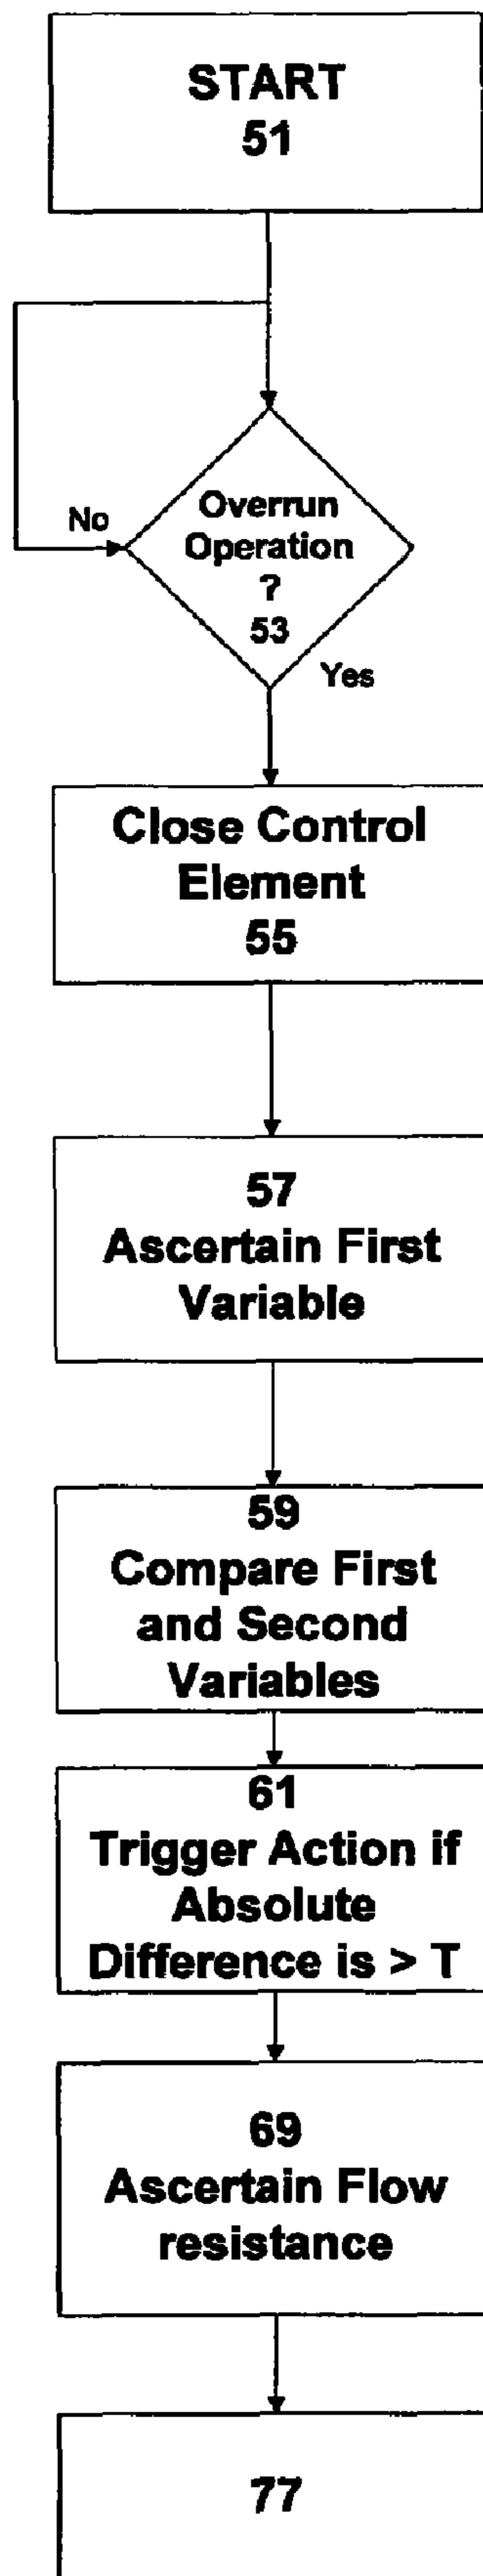 START
51
Overrun
Operation
?
53
No
Yes
Close Control
Element
55
57
Ascertain First
Variable
59
Compare First
and Second
Variables
61
Trigger Action if
Absolute
Difference is > T
69
Ascertain Flow
resistance
77